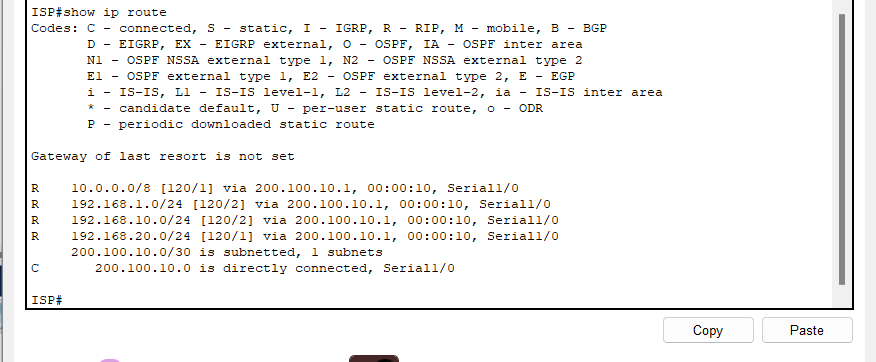 ISP#show ip route
Codes: C - connected, S - static, I - IGRP, R - RIP, M - mobile, B - BGP
       D - EIGRP, EX - EIGRP external, O - OSPF, IA - OSPF inter area
       N1 - OSPF NSSA external type 1, N2 - OSPF NSSA external type 2
       E1 - OSPF external type 1, E2 - OSPF external type 2, E - EGP
       i - IS-IS, L1 - IS-IS level-1, L2 - IS-IS level-2, ia - IS-IS inter area
       * - candidate default, U - per-user static route, o - ODR
       P - periodic downloaded static route
Gateway of last resort is not set
R    10.0.0.0/8 [120/1] via 200.100.10.1, 00:00:10, Serial1/0
R    192.168.1.0/24 [120/2] via 200.100.10.1, 00:00:10, Serial1/0
R    192.168.10.0/24 [120/2] via 200.100.10.1, 00:00:10, Serial1/0
R    192.168.20.0/24 [120/1] via 200.100.10.1, 00:00:10, Serial1/0
     200.100.10.0/30 is subnetted, 1 subnets
C       200.100.10.0 is directly connected, Serial1/0
ISP#
Copy Paste